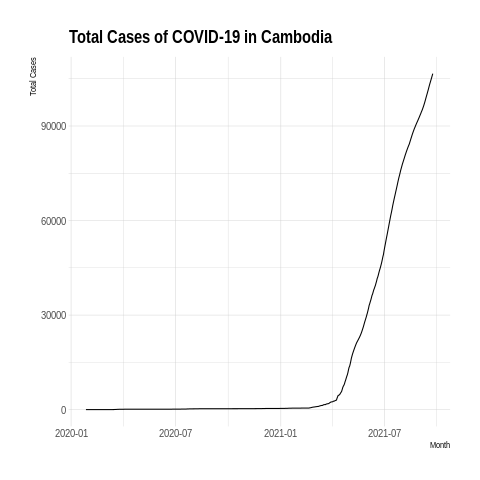 Total Cases of COVID-19 in Cambodia
Total Cases
90000
60000
30000
0
2020-01
2020-07
2021-01
2021-07
Month